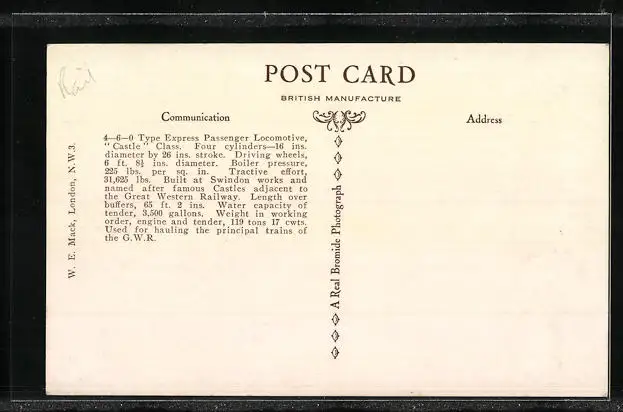 Rail
POST CARD
BRITISH MANUFACTURE
Communication
Address
4—6—0 Type Express Passenger Locomotive,
"Castle" Class. Four cylinders—16 ins.
diameter by 26 ins. stroke. Driving wheels,
6 ft. 8½ ins. diameter. Boiler pressure,
225 lbs. per sq. in. Tractive effort,
31,625 lbs. Built at Swindon works and
named after famous Castles adjacent to
the Great Western Railway. Length over
buffers, 65 ft. 2 ins. Water capacity of
tender, 3,500 gallons. Weight in working
order, engine and tender, 119 tons 17 cwts.
Used for hauling the principal trains of
the G.W.R.
W. E. Mack, London, N.W.3.
A Real Bromide Photograph